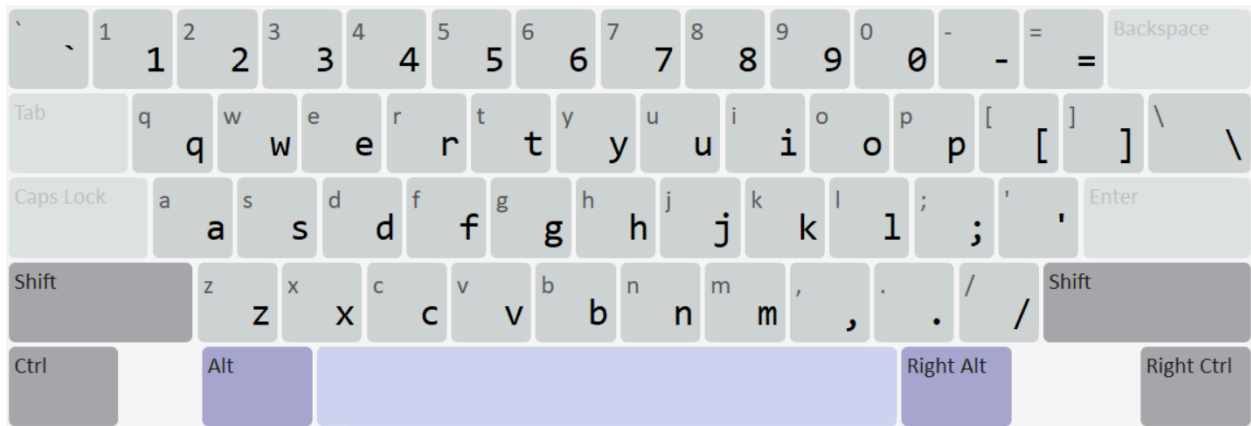 ` ` 1 1 2 2 3 3 4 4 5 5 6 6 7 7 8 8 9 9 0 0 - - = = Backspace
Tab q q w w e e r r t t y y u u i i o o p p [ [ ] ] \ \
Caps Lock a a s s d d f f g g h h j j k k l l ; ; ' ' Enter
Shift z z x x c c v v b b n n m m , , . . / / Shift
Ctrl Alt Right Alt Right Ctrl